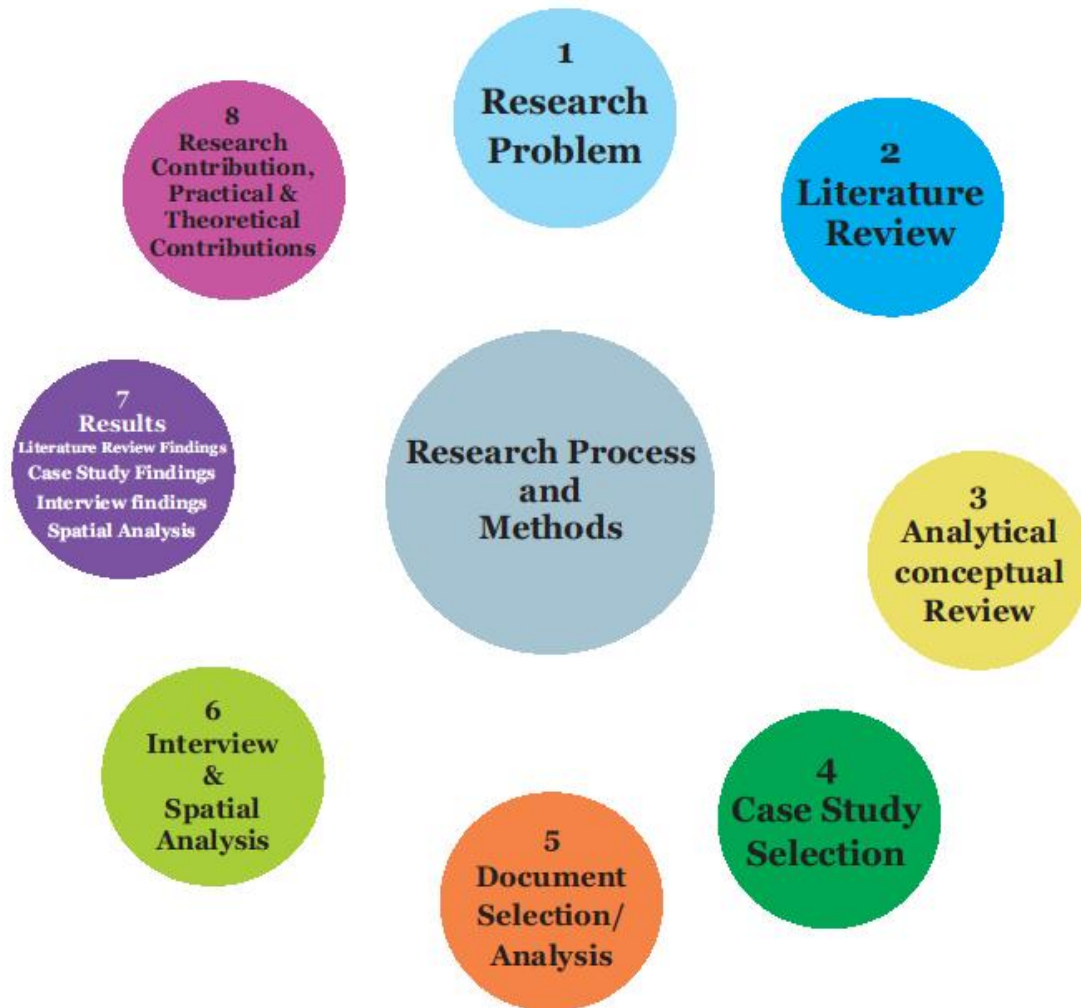 1
Research
Problem
2
Literature
Review
3
Analytical
conceptual
Review
4
Case Study
Selection
5
Document
Selection/
Analysis
6
Interview
&
Spatial
Analysis
7
Results
Literature Review Findings
Case Study Findings
Interview findings
Spatial Analysis
8
Research
Contribution,
Practical &
Theoretical
Contributions
Research Process
and
Methods